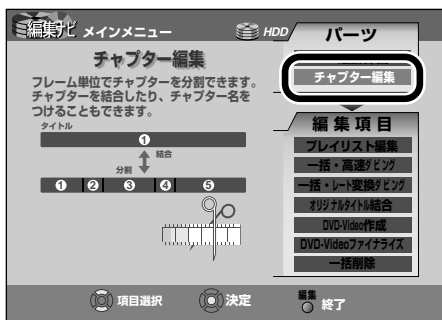 編集ナビ メインメニュー
HDD
パーツ
チャプター編集
チャプター編集
フレーム単位でチャプターを分割できます。
チャプターを結合したり、チャプター名を
つけることもできます。
タイトル
1
結合
分割
1 2 3 4 5
編集項目
プレイリスト編集
一括・高速ダビング
一括・レート変換ダビング
オリジナルタイトル結合
DVD-Video作成
DVD-Videoファイナライズ
一括削除
項目選択
決定
編集
終了